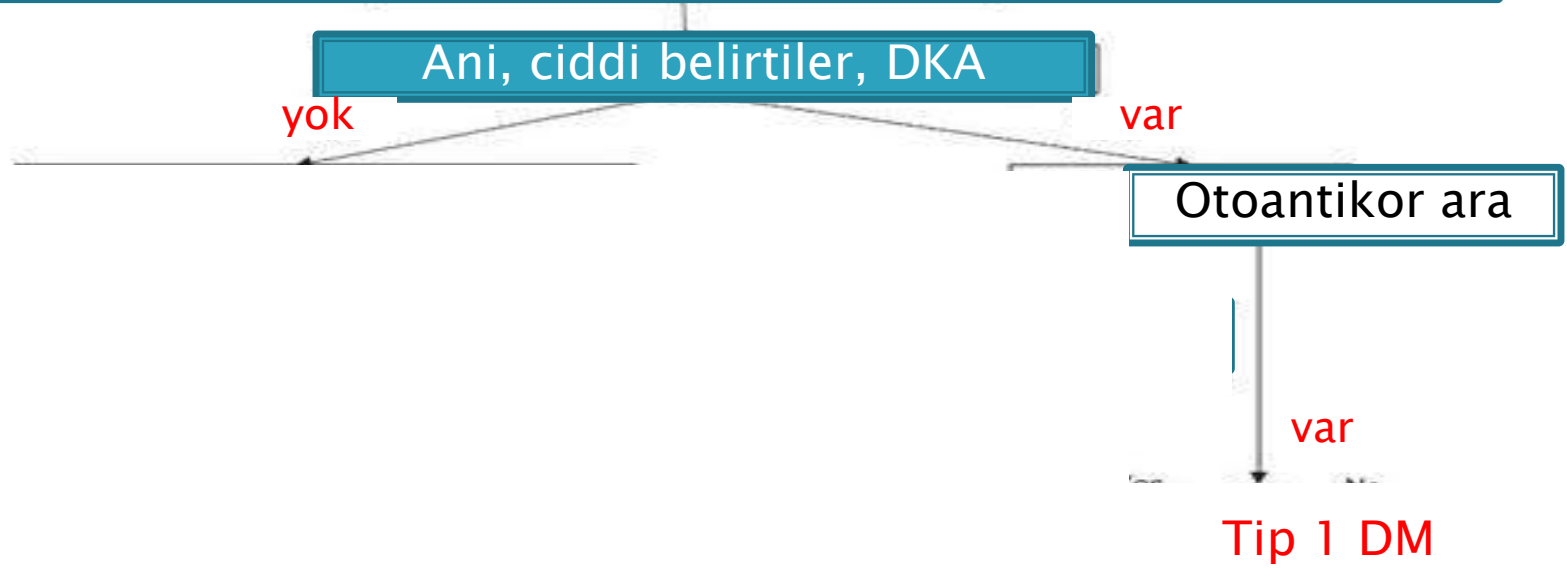 Ani, ciddi belirtiler, DKA
yok
var
Otoantikor ara
var
Tip 1 DM